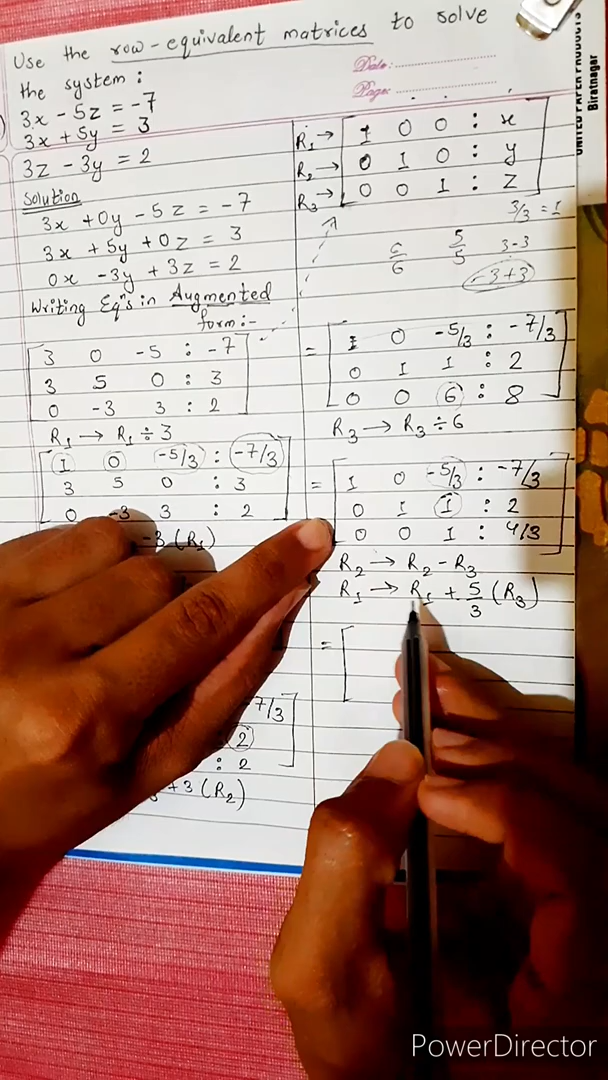 Use the row-equivalent matrices to solve
the system :
3x - 5z = -7
3x + 5y = 3
3z - 3y = 2
Solution
3x + 0y - 5z = -7
3x + 5y + 0z = 3
0x - 3y + 3z = 2
Writing Eqⁿs in Augmented
form:-
3 0 -5 : -7
3 5 0 : 3
0 -3 3 : 2
R₁ → R₁ ÷ 3
1 0 -5/3 : -7/3
3 5 0 : 3
0 -3 3 : 2
-3(R₁)
7/3
: 2
: 2
+3(R₂)
Date:
Page:
R₁ → 1 0 0 : x
R₂ → 0 1 0 : y
R₃ → 0 0 1 : z
3/3 = 1
6/6 5/5 3-3
-3+3
= 1 0 -5/3 : -7/3
0 1 1 : 2
0 0 6 : 8
R₃ → R₃ ÷ 6
= 1 0 -5/3 : -7/3
0 1 1 : 2
0 0 1 : 4/3
R₂ → R₂ - R₃
R₁ → R₁ + 5/3 (R₃)
=
UNITED PAPER PRODUCTS
Biratnagar
PowerDirector